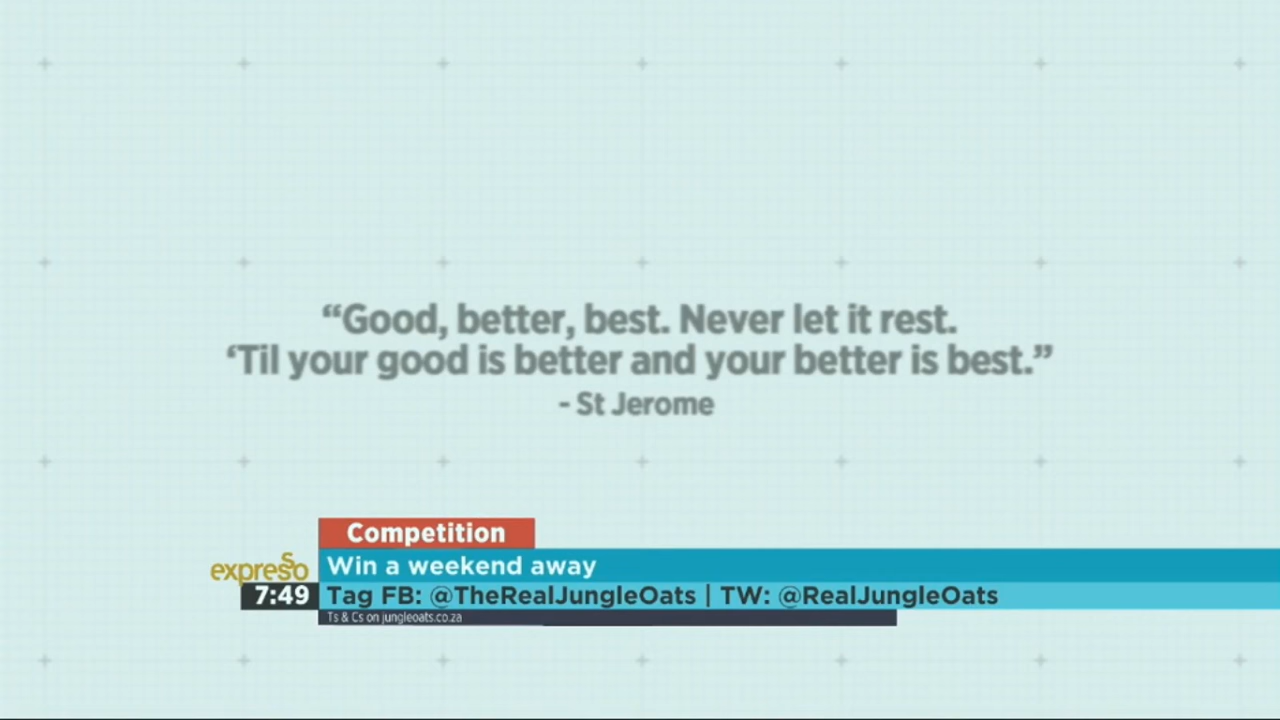 “Good, better, best. Never let it rest.
‘Til your good is better and your better is best.”
- St Jerome
Competition
expresso
Win a weekend away
7:49
Tag FB: @TheRealJungleOats | TW: @RealJungleOats
Ts & Cs on jungleoats.co.za